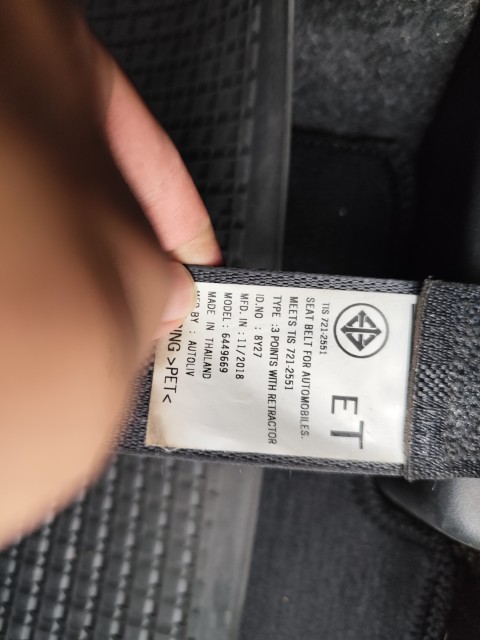 ET
TIS 721-2551
SEAT BELT FOR AUTOMOBILES.
MEETS TIS 721-2551
TYPE :3 POINTS WITH RETRACTOR
ID.NO : 8Y27
MFD. IN : 11/2018
MODEL : 6449669
MADE IN THAILAND
BY : AUTOLIV
>PET<